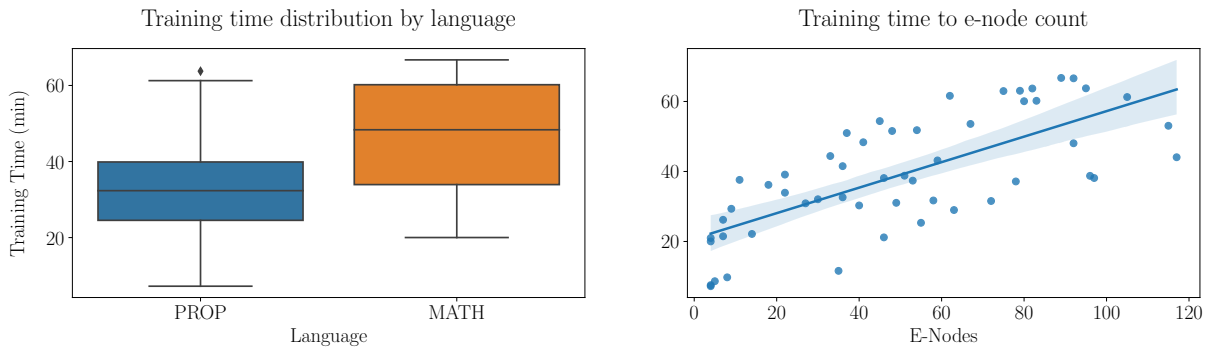 Training time distribution by language
Training Time (min)
60
40
20
PROP
MATH
Language
Training time to e-node count
60
40
20
0
20
40
60
80
100
120
E-Nodes